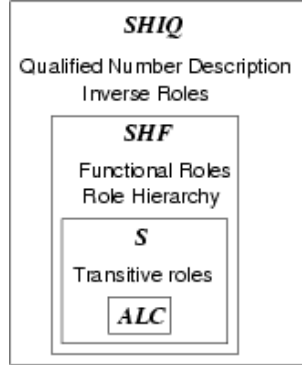 SHIQ
Qualified Number Description
Inverse Roles
SHF
Functional Roles
Role Hierarchy
S
Transitive roles
ALC